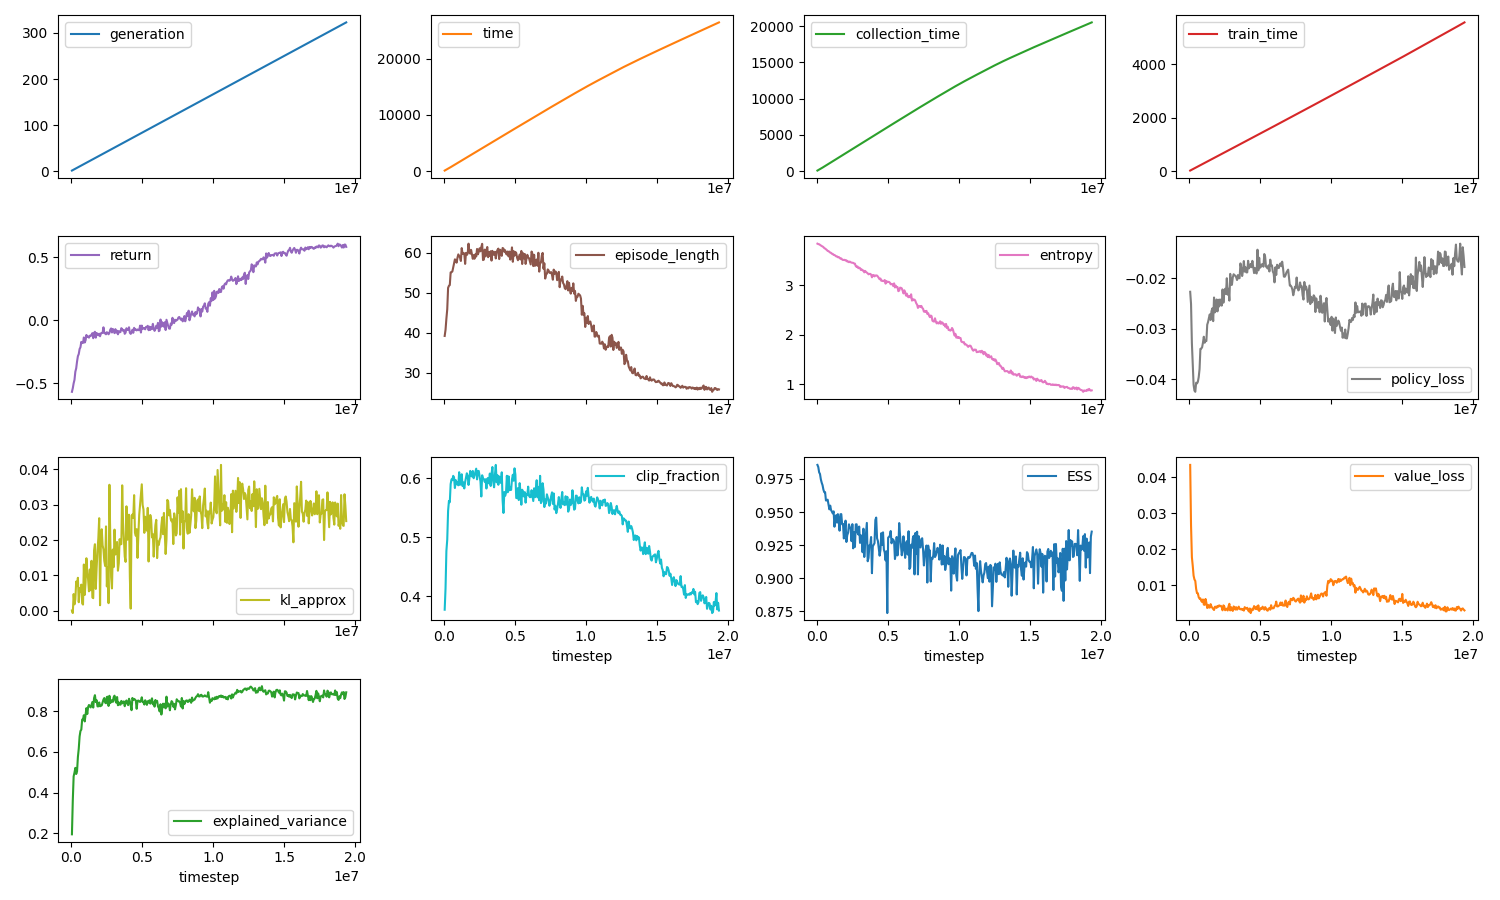 generation
300
200
100
0
1e7
time
20000
10000
0
1e7
collection_time
20000
15000
10000
5000
0
1e7
train_time
4000
2000
0
1e7
return
0.5
0.0
−0.5
1e7
episode_length
60
50
40
30
1e7
entropy
3
2
1
1e7
policy_loss
−0.02
−0.03
−0.04
1e7
kl_approx
0.04
0.03
0.02
0.01
0.00
1e7
clip_fraction
0.6
0.5
0.4
0.0 0.5 1.0 1.5 2.0
timestep
1e7
ESS
0.975
0.950
0.925
0.900
0.875
0.0 0.5 1.0 1.5 2.0
timestep
1e7
value_loss
0.04
0.03
0.02
0.01
0.0 0.5 1.0 1.5 2.0
timestep
1e7
explained_variance
0.8
0.6
0.4
0.2
0.0 0.5 1.0 1.5 2.0
timestep
1e7